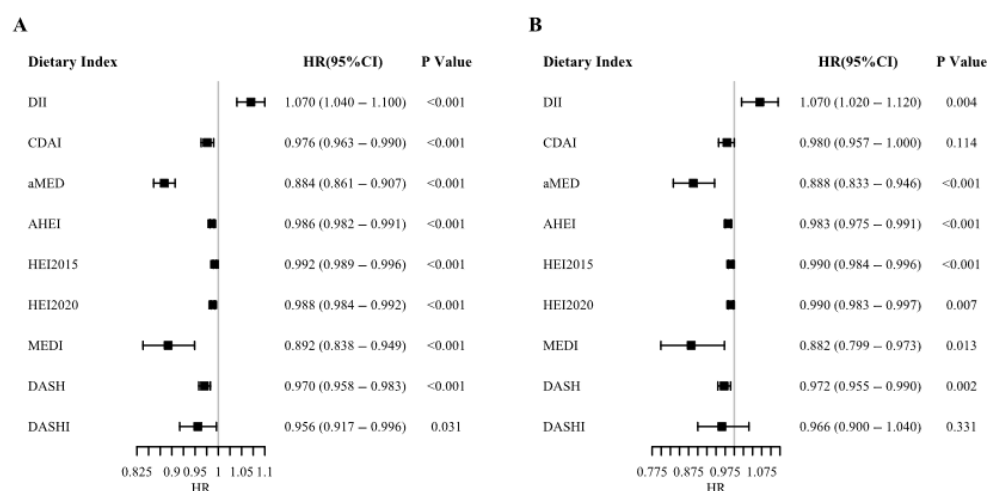 A
Dietary Index HR(95%CI) P Value
DII 1.070 (1.040 – 1.100) <0.001
CDAI 0.976 (0.963 – 0.990) <0.001
aMED 0.884 (0.861 – 0.907) <0.001
AHEI 0.986 (0.982 – 0.991) <0.001
HEI2015 0.992 (0.989 – 0.996) <0.001
HEI2020 0.988 (0.984 – 0.992) <0.001
MEDI 0.892 (0.838 – 0.949) <0.001
DASH 0.970 (0.958 – 0.983) <0.001
DASHI 0.956 (0.917 – 0.996) 0.031
0.825 0.9 0.95 1 1.05 1.1
HR
B
Dietary Index HR(95%CI) P Value
DII 1.070 (1.020 – 1.120) 0.004
CDAI 0.980 (0.957 – 1.000) 0.114
aMED 0.888 (0.833 – 0.946) <0.001
AHEI 0.983 (0.975 – 0.991) <0.001
HEI2015 0.990 (0.984 – 0.996) <0.001
HEI2020 0.990 (0.983 – 0.997) 0.007
MEDI 0.882 (0.799 – 0.973) 0.013
DASH 0.972 (0.955 – 0.990) 0.002
DASHI 0.966 (0.900 – 1.040) 0.331
0.775 0.875 0.975 1.075
HR